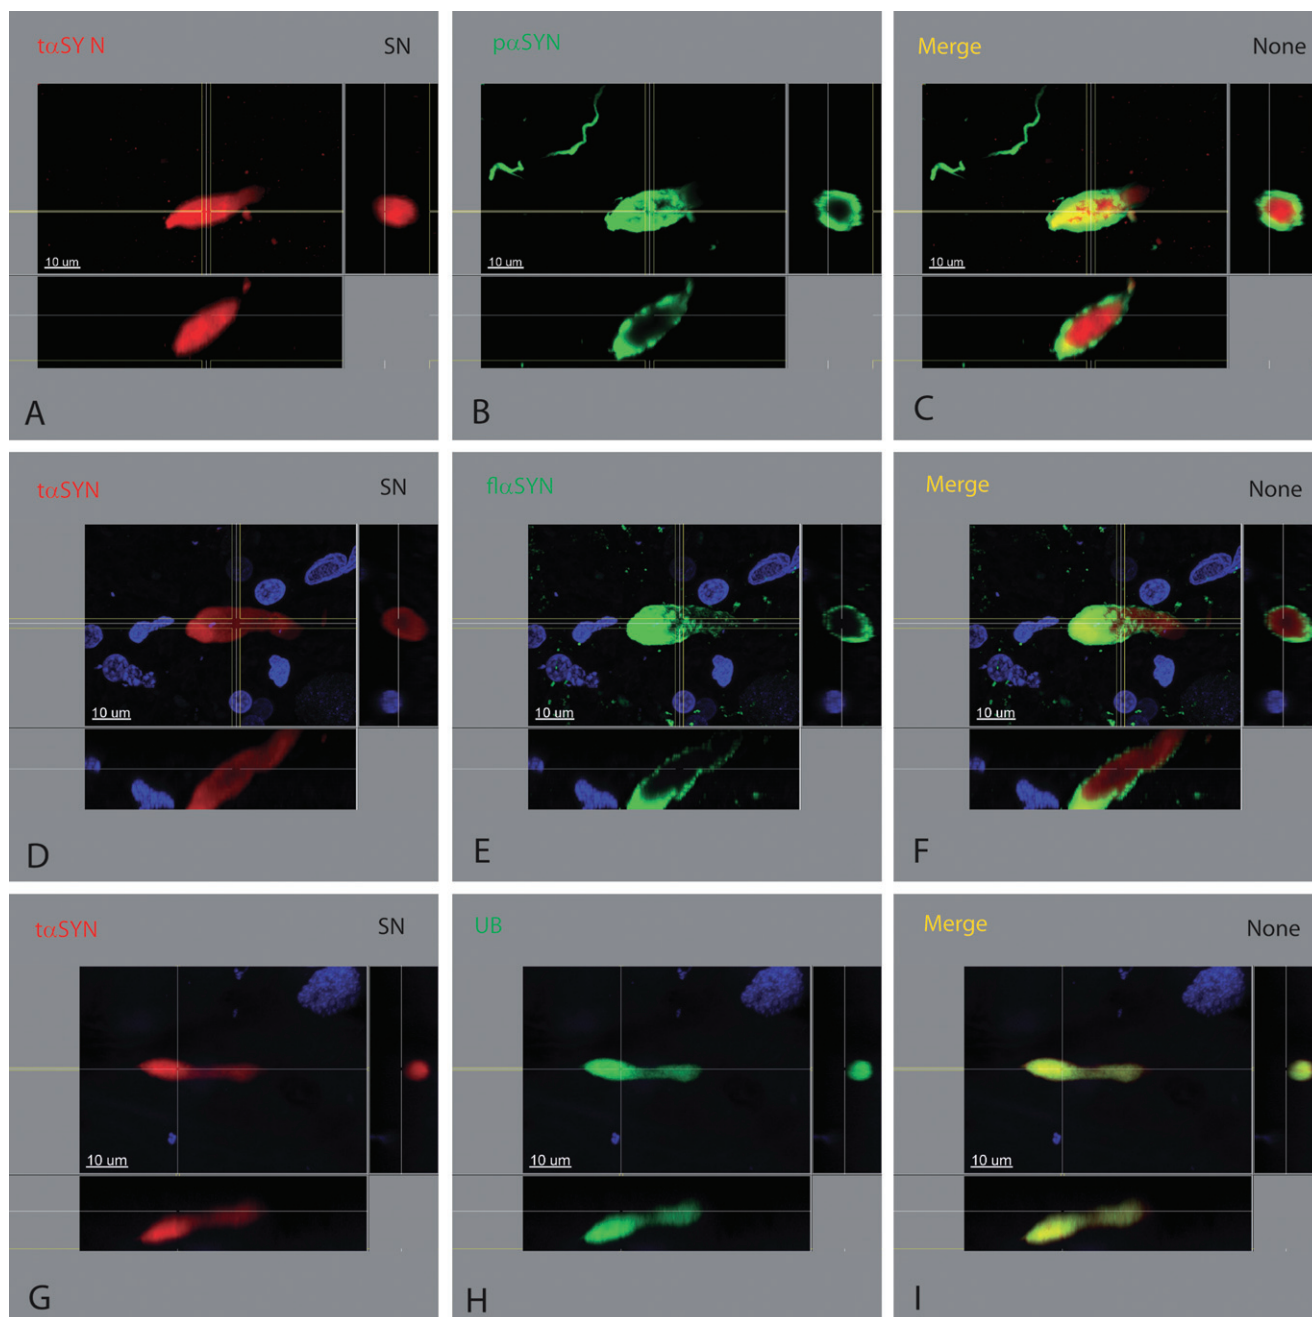 tαSY N SN
pαSYN
Merge None
10 um
10 um
10 um
A
B
C
tαSYN SN
flαSYN
Merge None
10 um
10 um
10 um
D
E
F
tαSYN SN
UB
Merge None
10 um
10 um
10 um
G
H
I